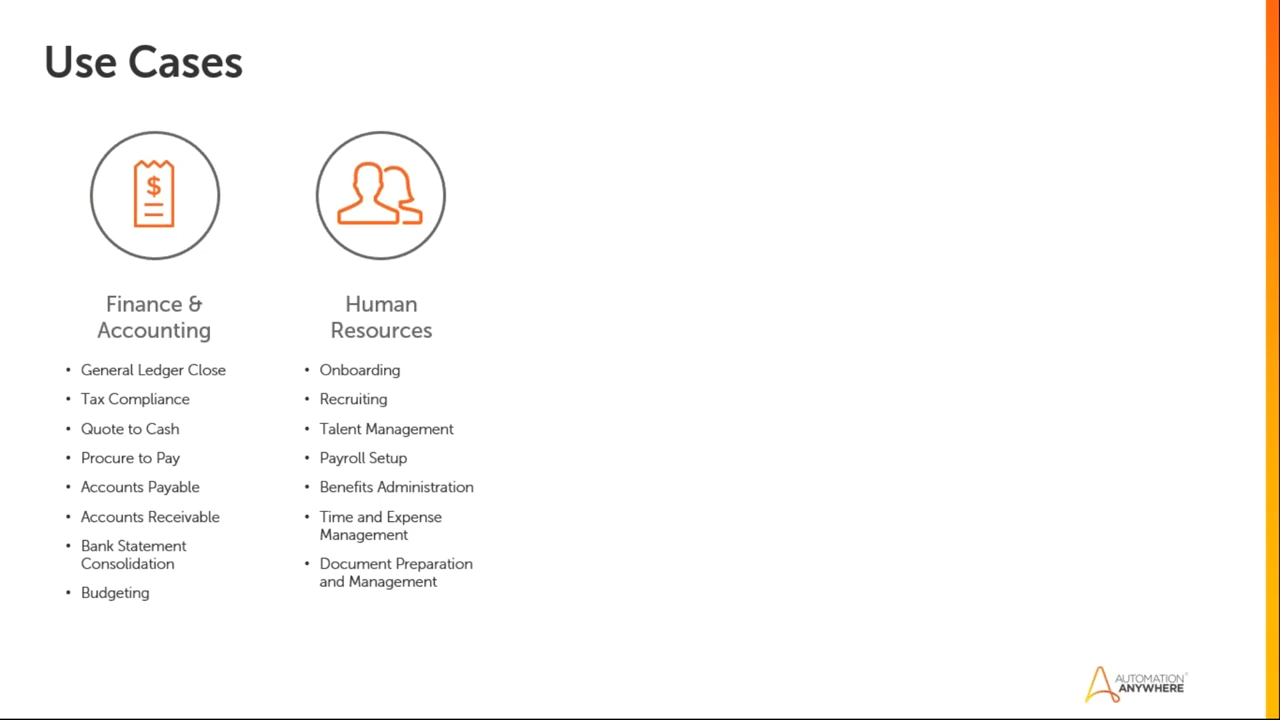 Use Cases
$
Finance &
Accounting
• General Ledger Close
• Tax Compliance
• Quote to Cash
• Procure to Pay
• Accounts Payable
• Accounts Receivable
• Bank Statement
Consolidation
• Budgeting
Human
Resources
• Onboarding
• Recruiting
• Talent Management
• Payroll Setup
• Benefits Administration
• Time and Expense
Management
• Document Preparation
and Management
AUTOMATION
ANYWHERE